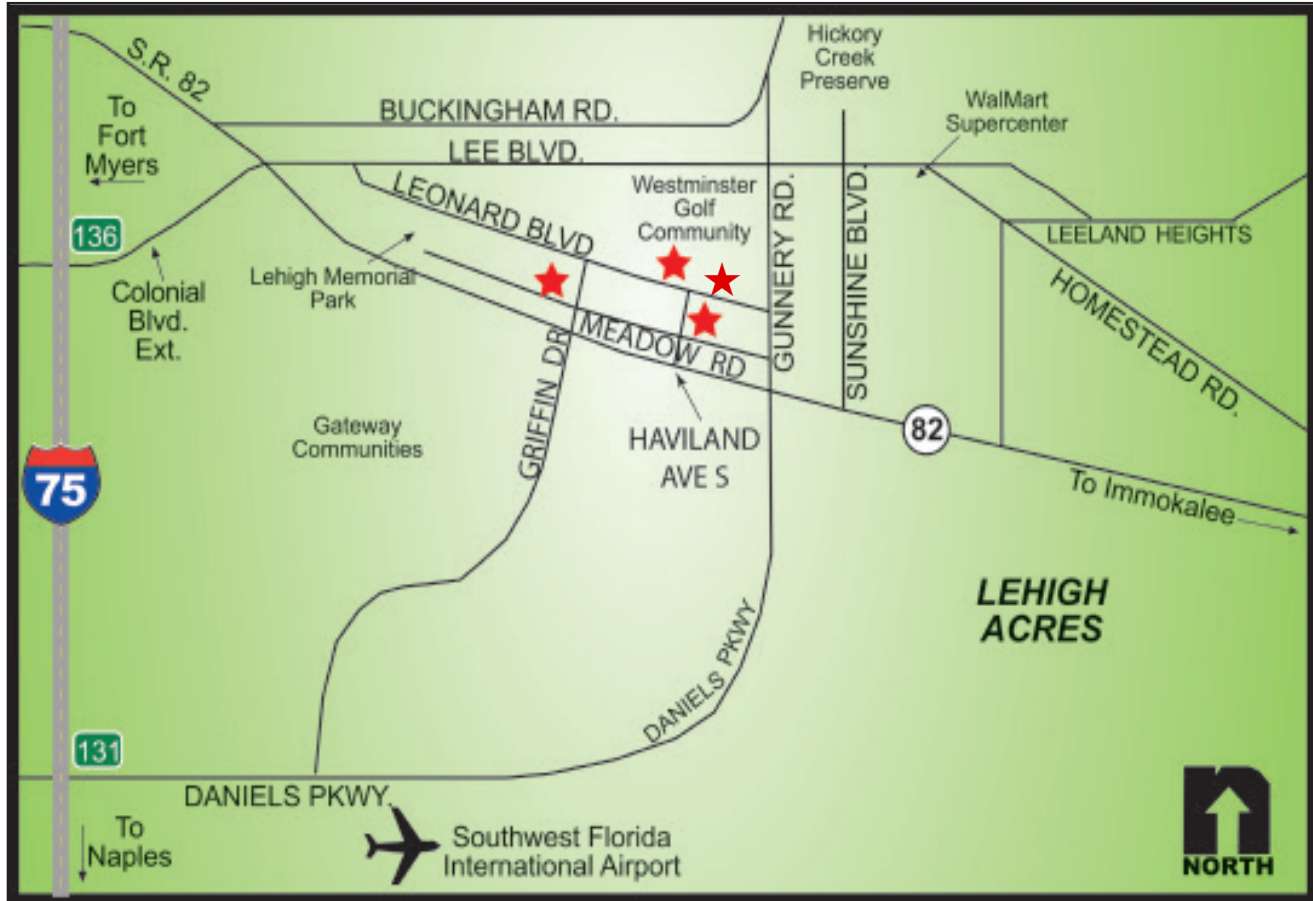 S.R. 82
To
Fort
Myers
BUCKINGHAM RD.
LEE BLVD.
Hickory
Creek
Preserve
WalMart
Supercenter
LEONARD BLVD
Westminster
Golf
Community
GUNNERY RD.
SUNSHINE BLVD.
LEELAND HEIGHTS
HOMESTEAD RD.
136
Colonial
Blvd.
Ext.
Lehigh Memorial
Park
MEADOW RD
GRIFFIN DR
Gateway
Communities
HAVILAND
AVE S
82
75
To Immokalee
LEHIGH
ACRES
DANIELS PKWY
131
DANIELS PKWY.
To
Naples
Southwest Florida
International Airport
n
NORTH